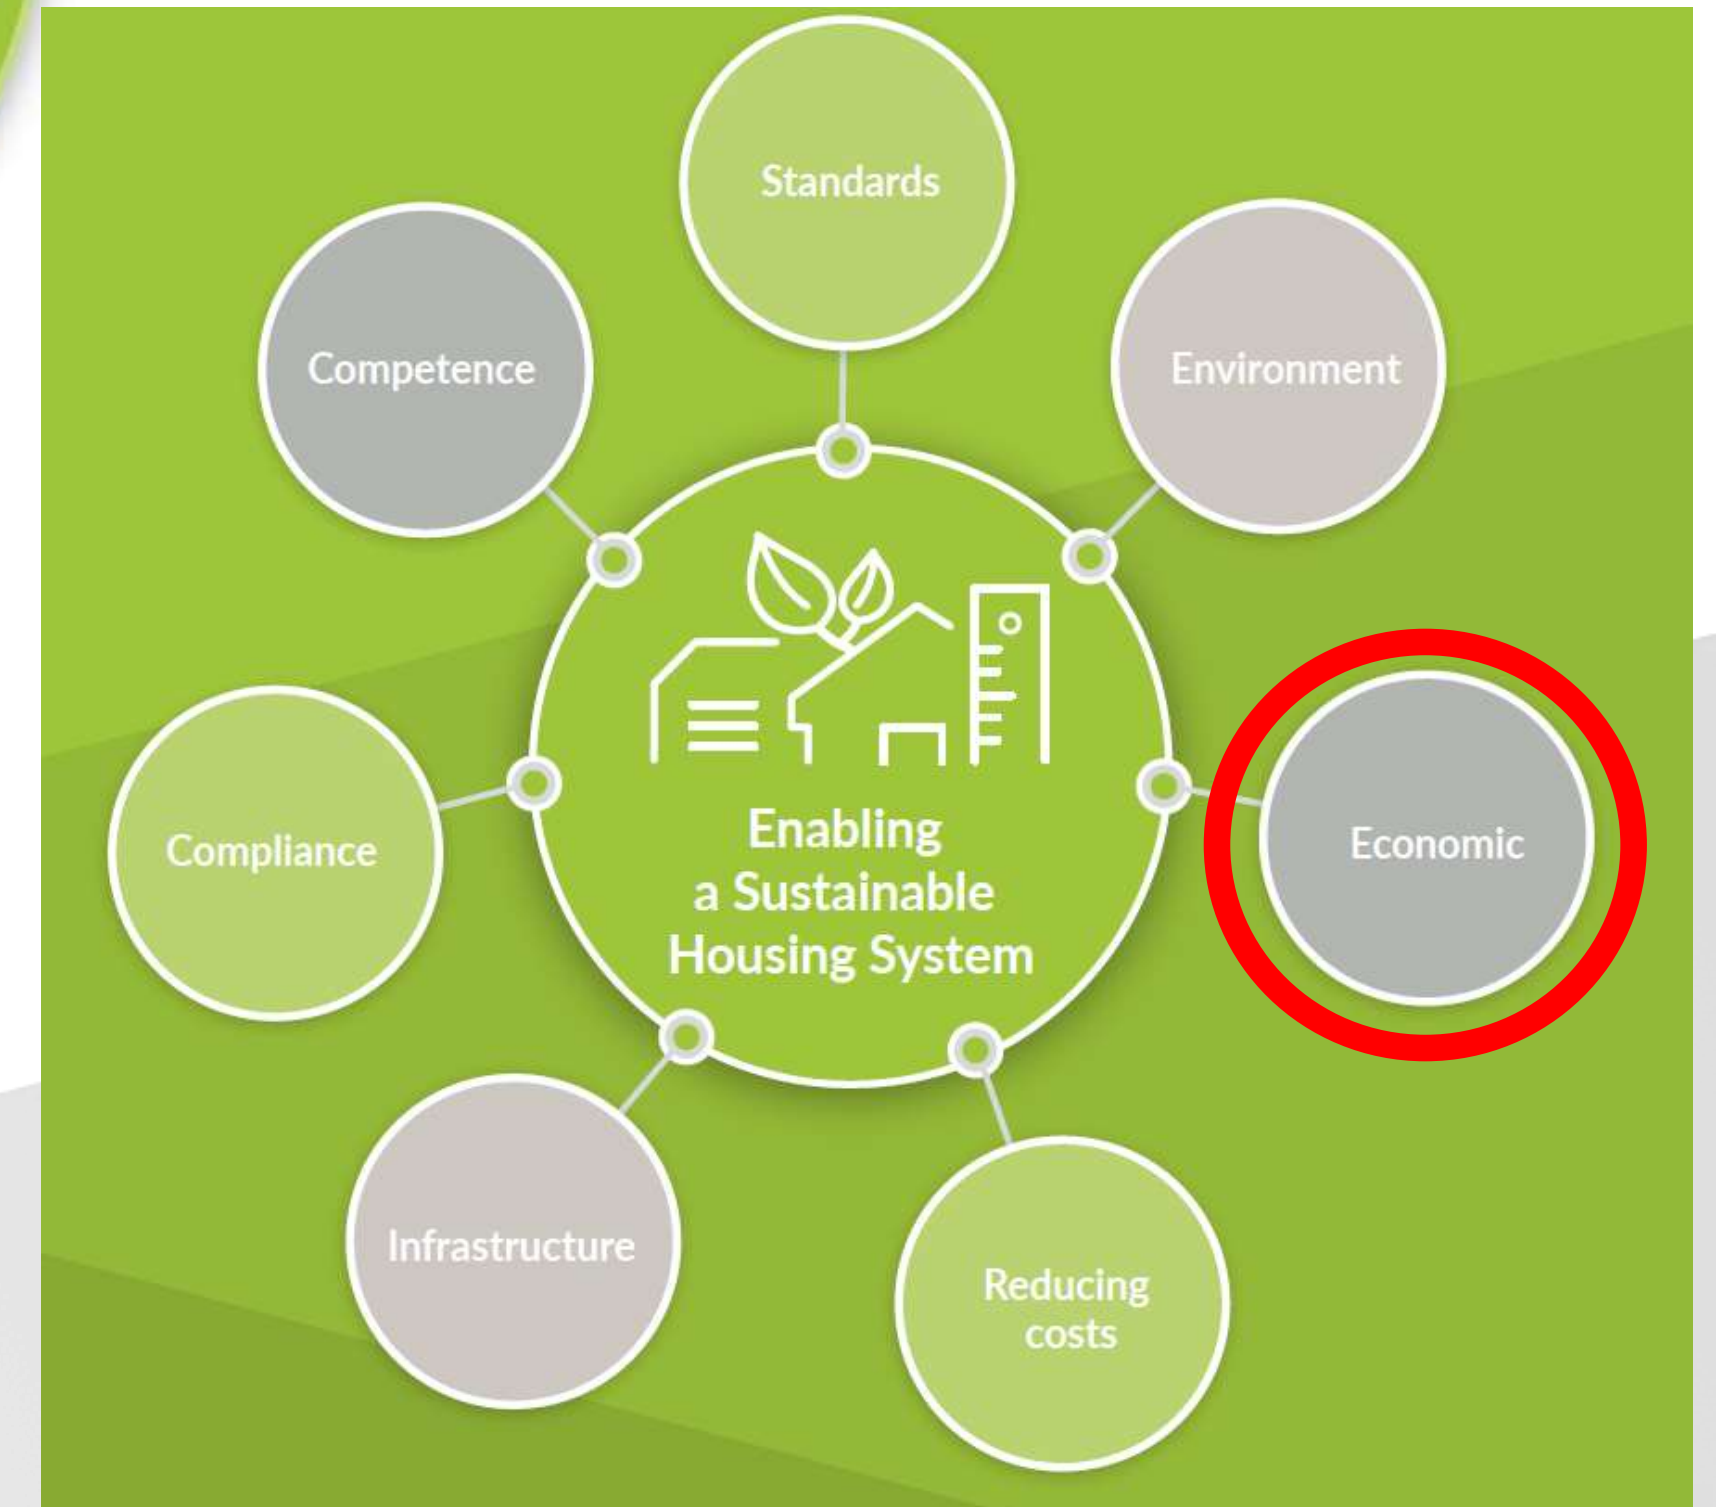 Standards
Competence
Environment
Enabling
a Sustainable
Housing System
Economic
Compliance
Infrastructure
Reducing
costs